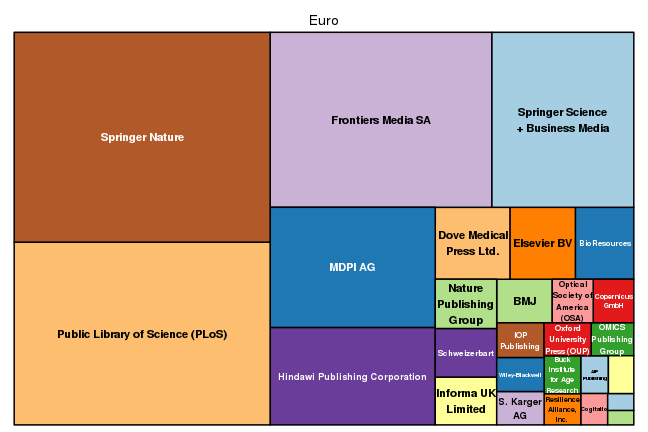 Euro
Springer Nature
Frontiers Media SA
Springer Science
+ Business Media
Public Library of Science (PLoS)
MDPI AG
Hindawi Publishing Corporation
Dove Medical
Press Ltd.
Elsevier BV
BioResources
Nature
Publishing
Group
BMJ
Optical
Society of
America
(OSA)
Copernicus
GmbH
Schweizerbart
IOP
Publishing
Oxford
University
Press (OUP)
OMICS
Publishing
Group
Informa UK
Limited
Wiley-Blackwell
Buck
Institute
for Age
Research
AIP
Publishing
S. Karger
AG
Resilience
Alliance,
Inc.
Cogitatio